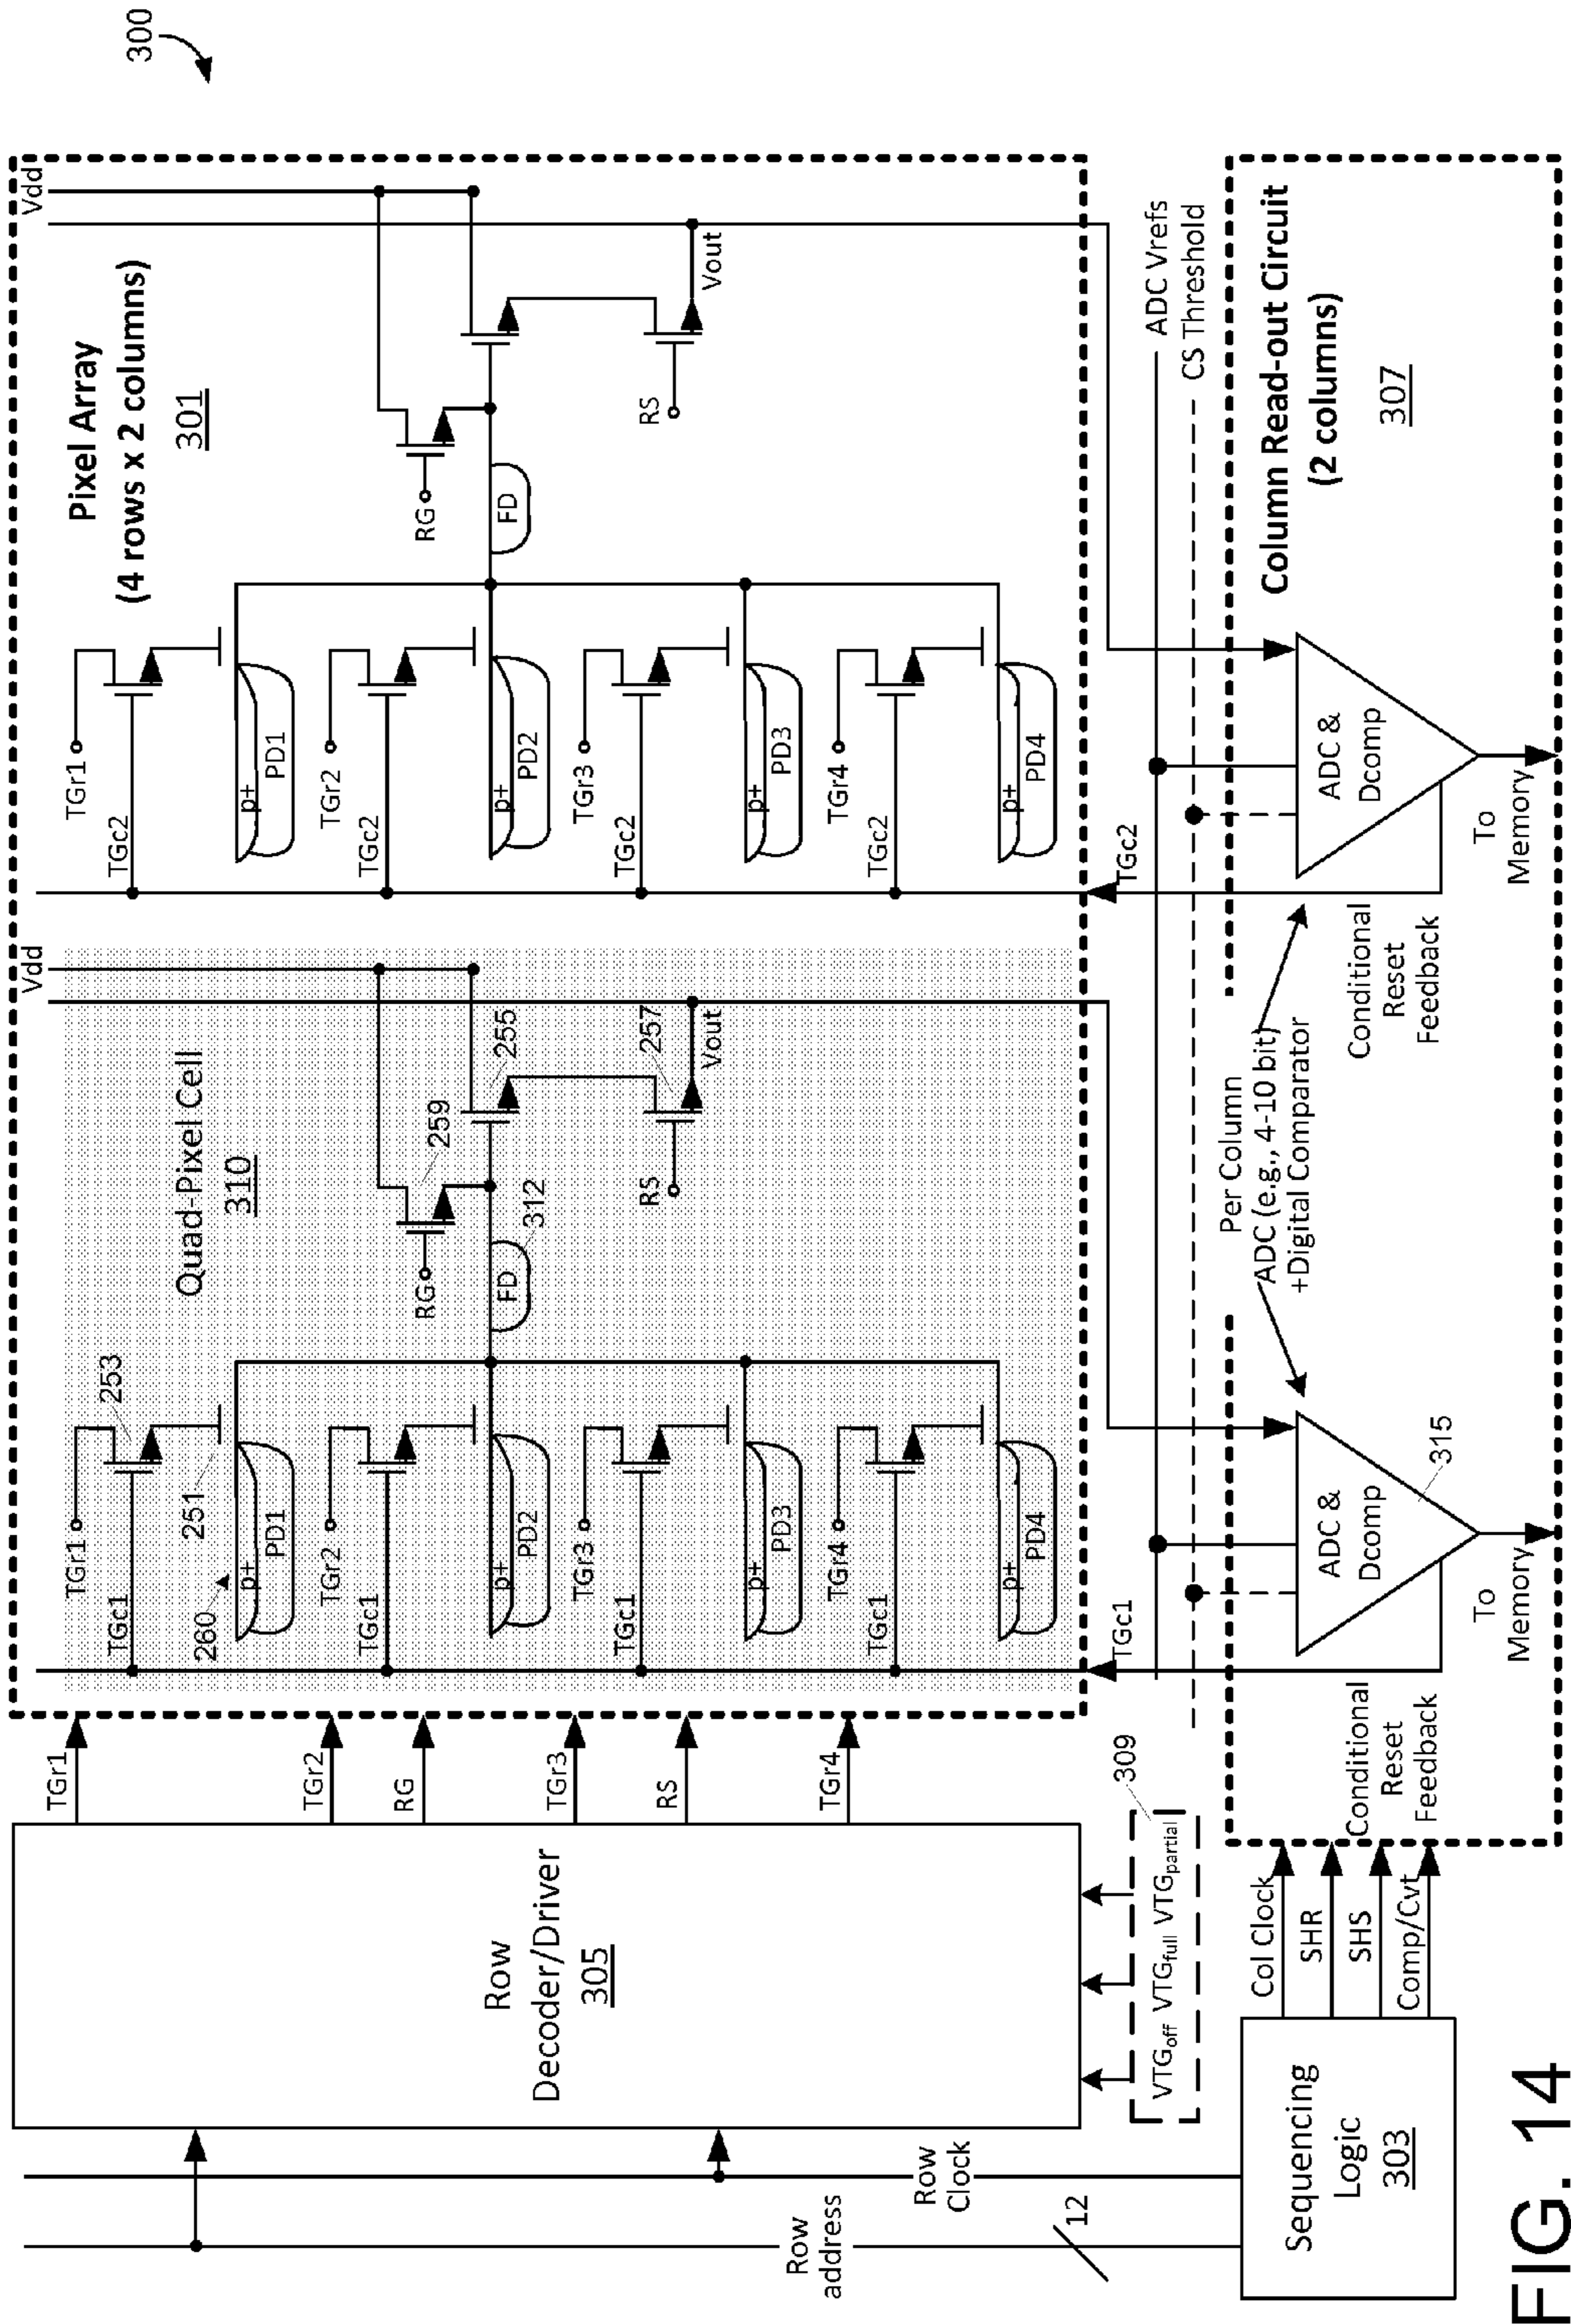 300
Row
address
12
Row
Clock
Row
Decoder/Driver
305
VTGoff VTGfull VTGpartial
309
Sequencing
Logic
303
TGr1
TGr2
RG
TGr3
RS
TGr4
Col Clock
SHR
SHS
Comp/Cvt
Pixel Array
(4 rows x 2 columns)
301
Quad-Pixel Cell
310
Vdd
TGr1
TGc1
253
251
260
p+
PD1
TGr2
TGc1
p+
PD2
TGr3
TGc1
p+
PD3
TGr4
TGc1
p+
PD4
RG
259
FD
312
255
257
RS
Vout
Vdd
TGr1
TGc2
p+
PD1
TGr2
TGc2
p+
PD2
TGr3
TGc2
p+
PD3
TGr4
TGc2
p+
PD4
RG
FD
RS
Vout
TGc1
TGc2
ADC Vrefs
CS Threshold
Conditional
Reset
Feedback
ADC &
Dcomp
315
To
Memory
Per Column
ADC (e.g., 4-10 bit)
+Digital Comparator
Conditional
Reset
Feedback
ADC &
Dcomp
To
Memory
Column Read-out Circuit
(2 columns)
307
FIG. 14